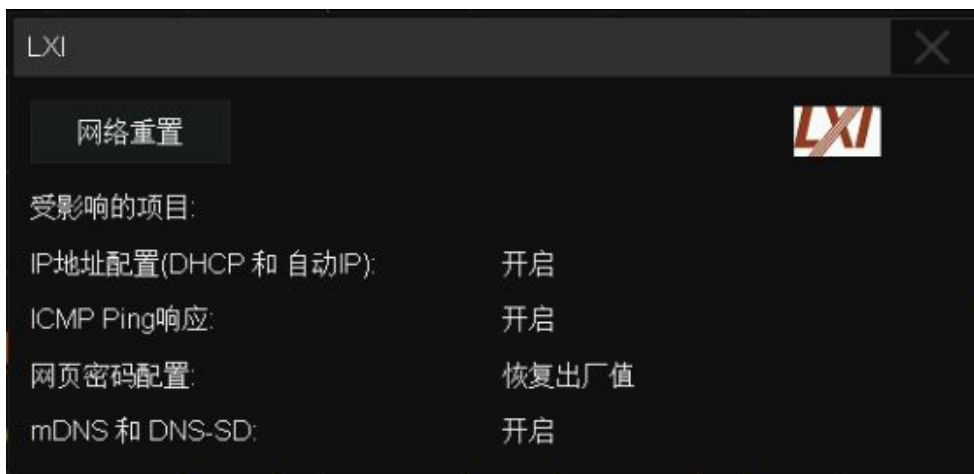 LXI
网络重置
LXI
受影响的项目:
IP地址配置(DHCP 和 自动IP): 开启
ICMP Ping响应: 开启
网页密码配置: 恢复出厂值
mDNS 和 DNS-SD: 开启